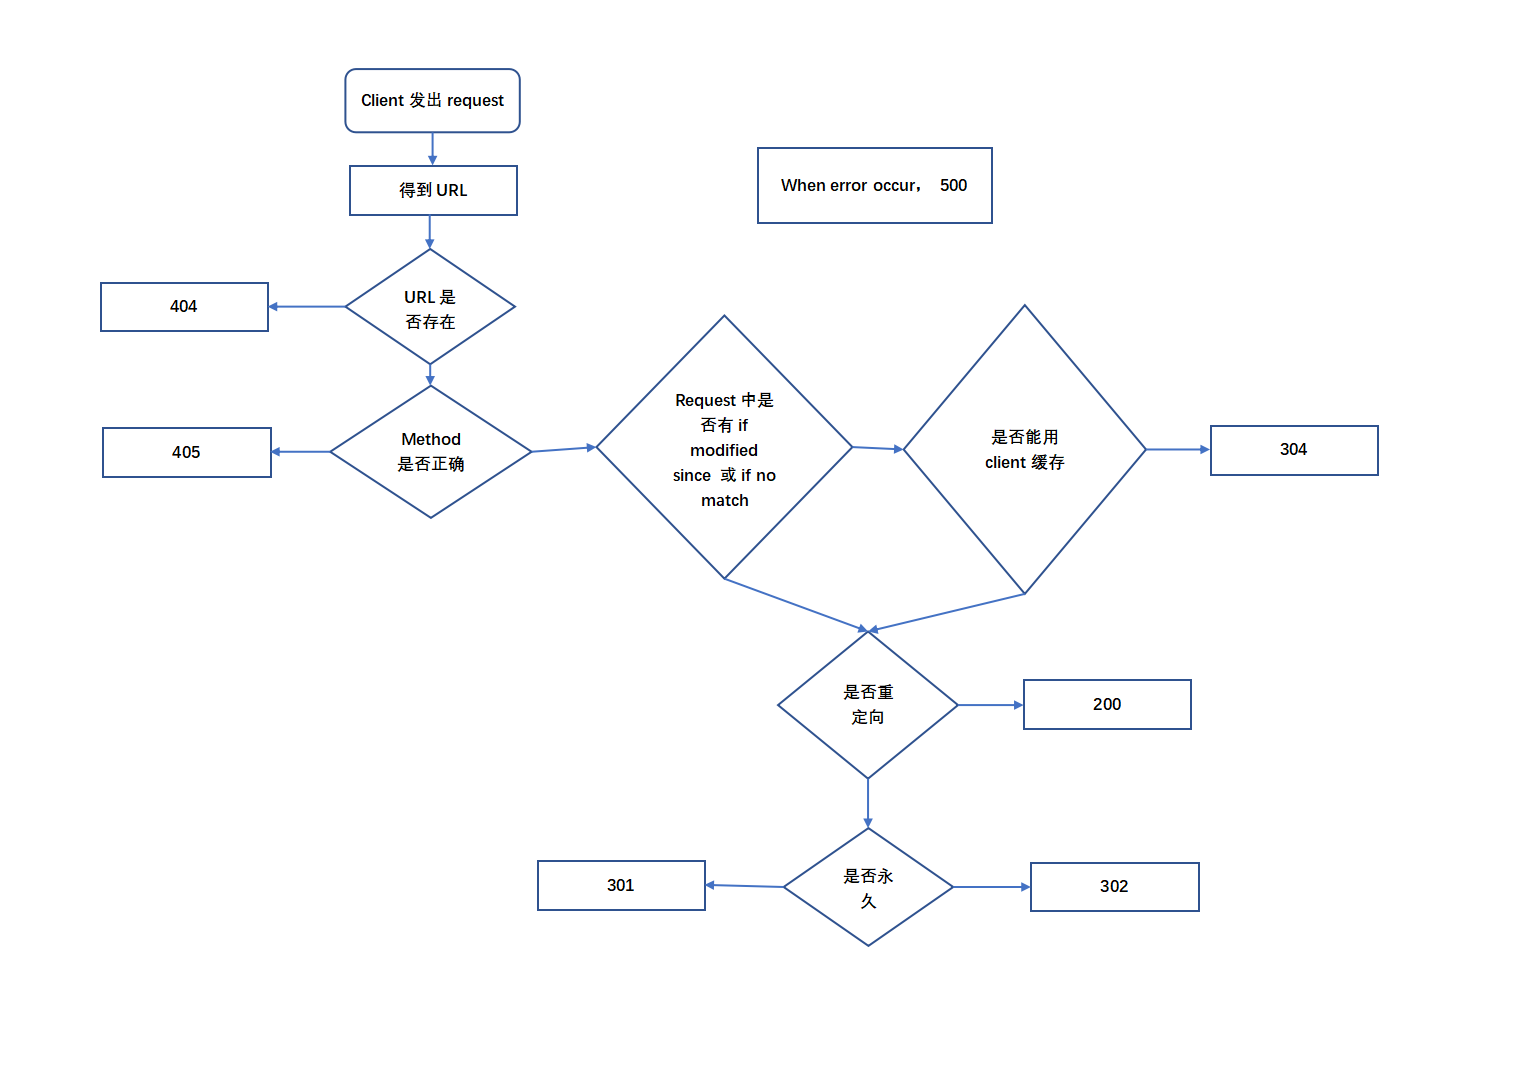 Client 发出 request
得到 URL
When error occur， 500
404
URL 是
否存在
405
Method
是否正确
Request 中是
否有 if
modified
since 或 if no
match
是否能用
client 缓存
304
是否重
定向
200
301
是否永
久
302